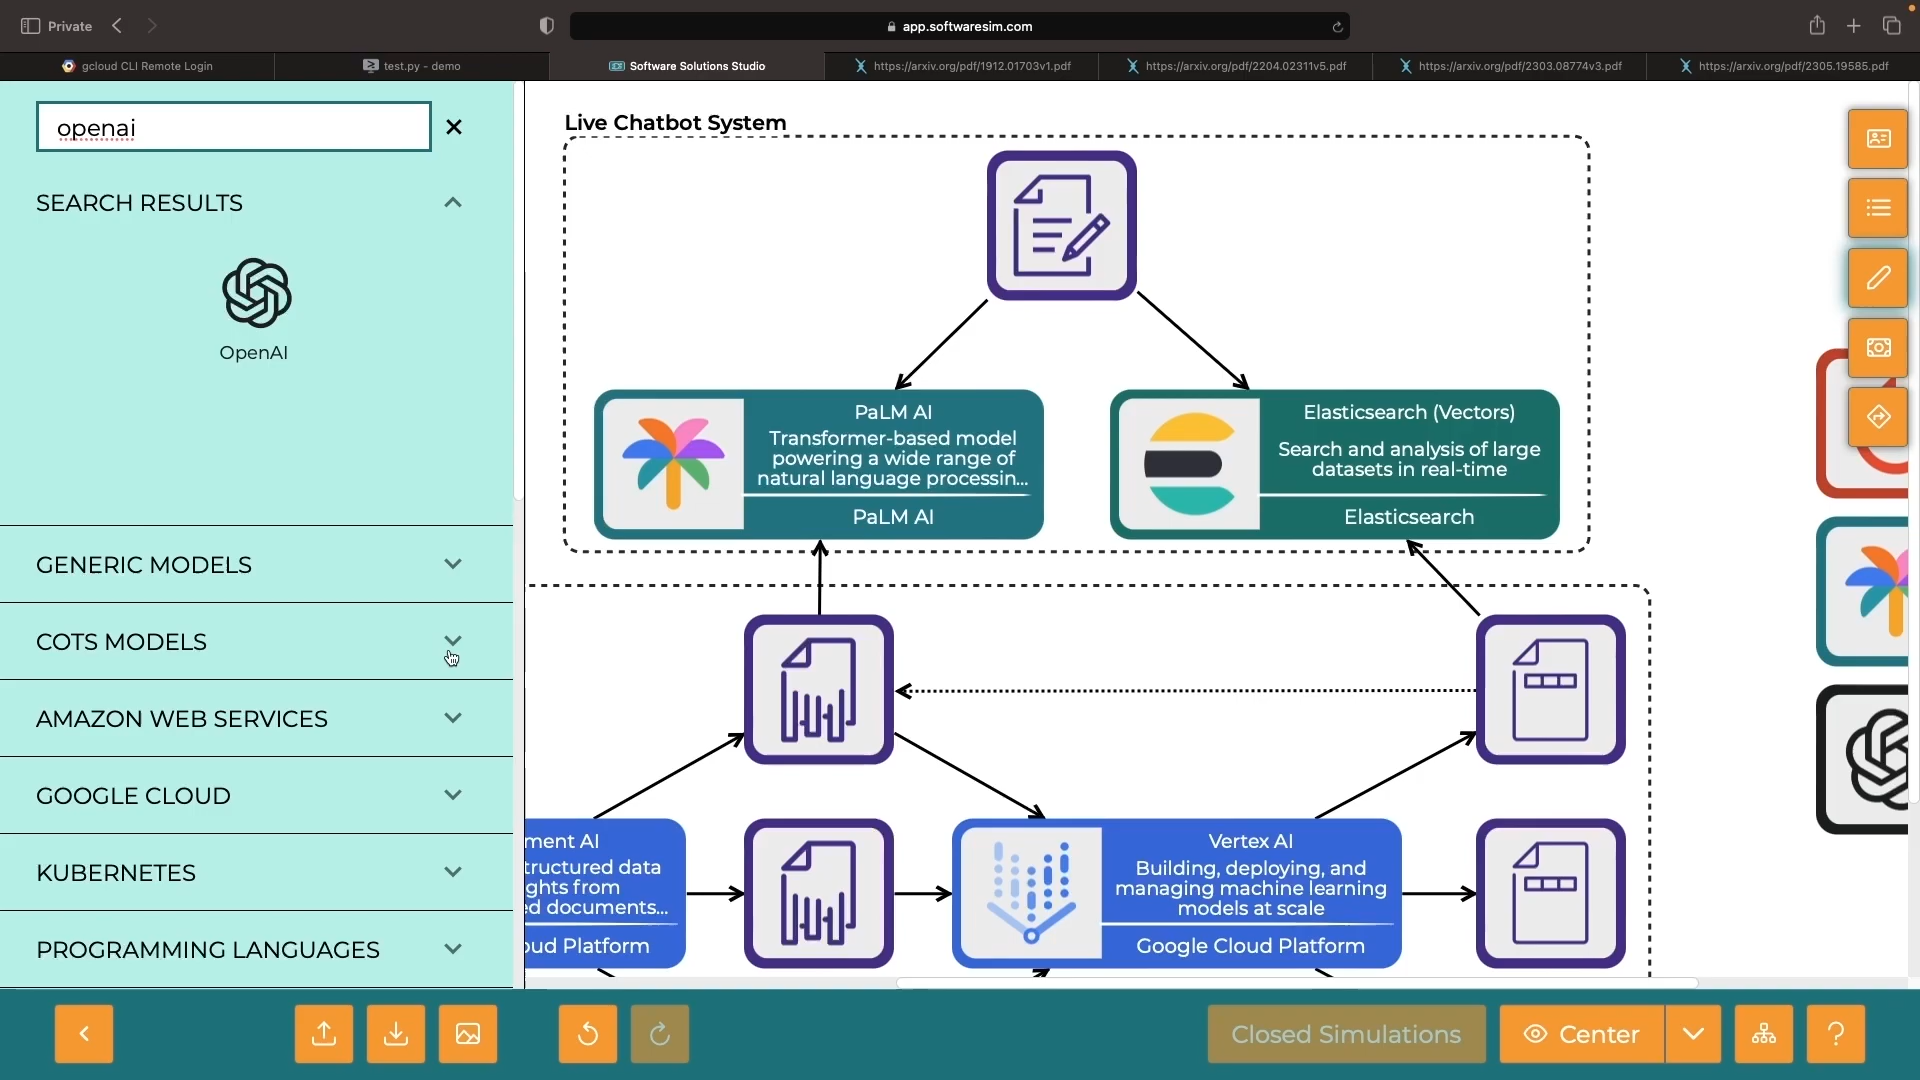 Private
app.softwaresim.com
gcloud CLI Remote Login
test.py - demo
Software Solutions Studio
https://arxiv.org/pdf/1912.01703v1.pdf
https://arxiv.org/pdf/2204.02311v5.pdf
https://arxiv.org/pdf/2303.08774v3.pdf
https://arxiv.org/pdf/2305.19585.pdf
openai
SEARCH RESULTS
OpenAI
GENERIC MODELS
COTS MODELS
AMAZON WEB SERVICES
GOOGLE CLOUD
KUBERNETES
PROGRAMMING LANGUAGES
Live Chatbot System
PaLM AI
Transformer-based model
powering a wide range of
natural language processin...
PaLM AI
Elasticsearch (Vectors)
Search and analysis of large
datasets in real-time
Elasticsearch
ment AI
tructured data
ghts from
ed documents...
oud Platform
Vertex AI
Building, deploying, and
managing machine learning
models at scale
Google Cloud Platform
Closed Simulations
Center
?